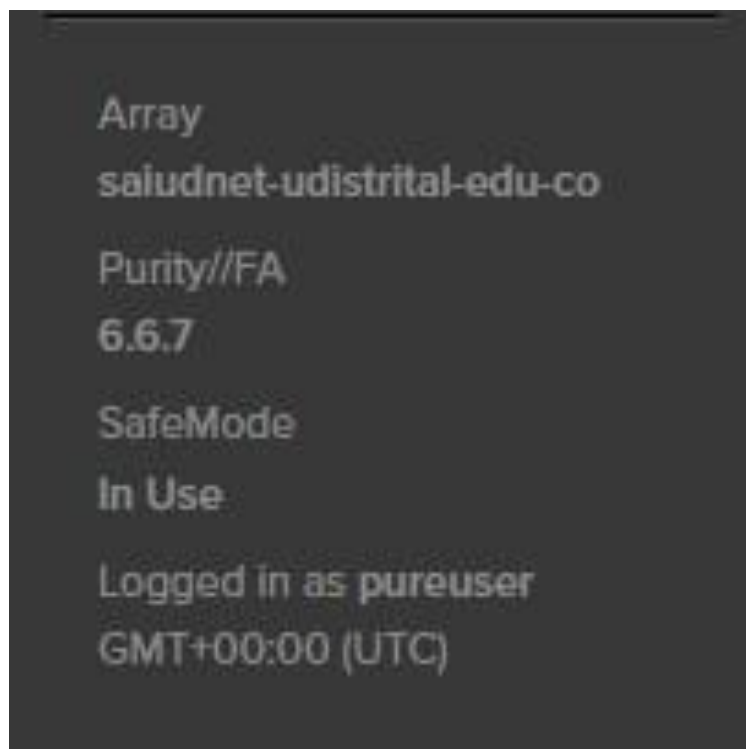 Array
saiudnet-udistrital-edu-co
Purity//FA
6.6.7
SafeMode
In Use
Logged in as pureuser
GMT+00:00 (UTC)